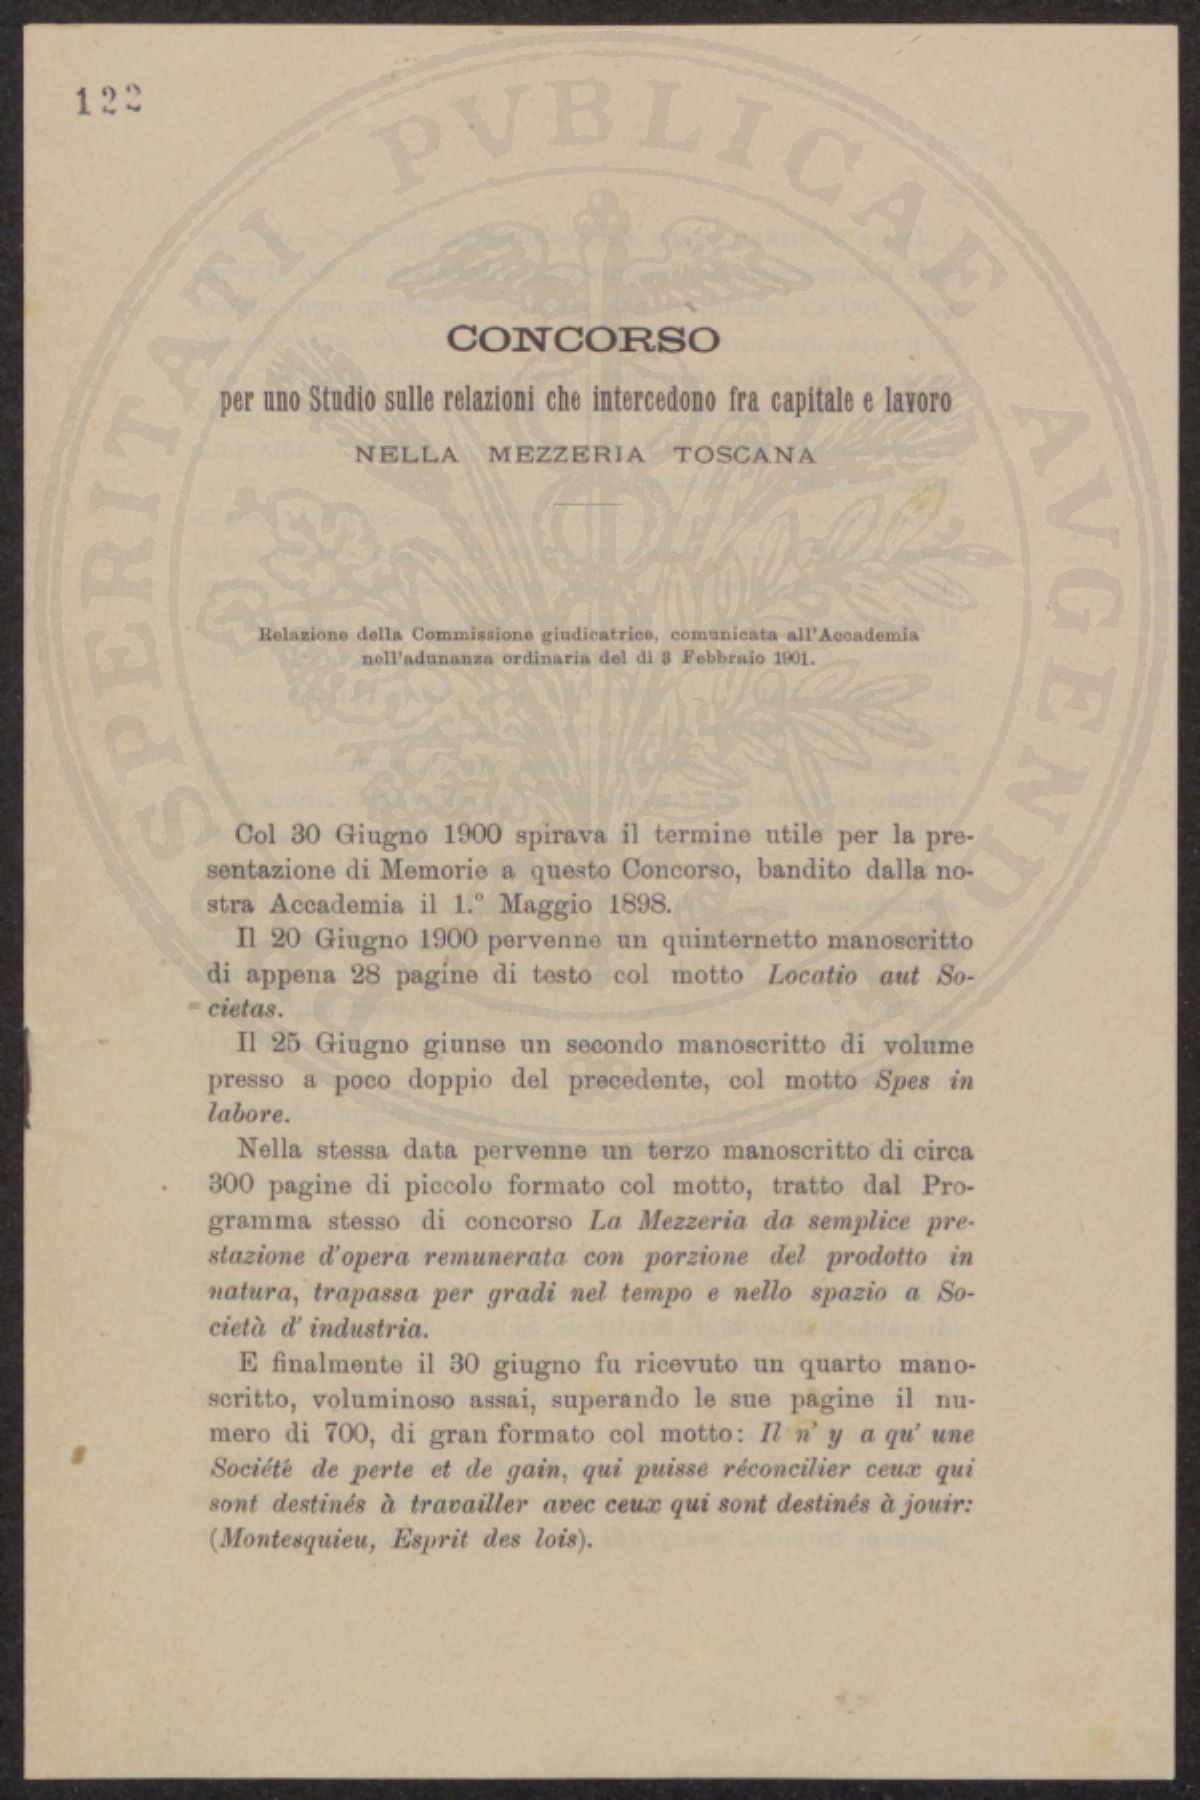 122
PROSPERITATI PVBLICAE AVGENDAE
CONCORSO
per uno Studio sulle relazioni che intercedono fra capitale e lavoro
NELLA MEZZERIA TOSCANA
Relazione della Commissione giudicatrice, comunicata all'Accademia
nell'adunanza ordinaria del dì 3 Febbraio 1901.
Col 30 Giugno 1900 spirava il termine utile per la pre-
sentazione di Memorie a questo Concorso, bandito dalla no-
stra Accademia il 1.º Maggio 1898.
Il 20 Giugno 1900 pervenne un quinternetto manoscritto
di appena 28 pagine di testo col motto Locatio aut So-
cietas.
Il 25 Giugno giunse un secondo manoscritto di volume
presso a poco doppio del precedente, col motto Spes in
labore.
Nella stessa data pervenne un terzo manoscritto di circa
300 pagine di piccolo formato col motto, tratto dal Pro-
gramma stesso di concorso La Mezzeria da semplice pre-
stazione d'opera remunerata con porzione del prodotto in
natura, trapassa per gradi nel tempo e nello spazio a So-
cietà d' industria.
E finalmente il 30 giugno fu ricevuto un quarto mano-
scritto, voluminoso assai, superando le sue pagine il nu-
mero di 700, di gran formato col motto: Il n' y a qu' une
Société de perte et de gain, qui puisse réconcilier ceux qui
sont destinés à travailler avec ceux qui sont destinés à jouir:
(Montesquieu, Esprit des lois).